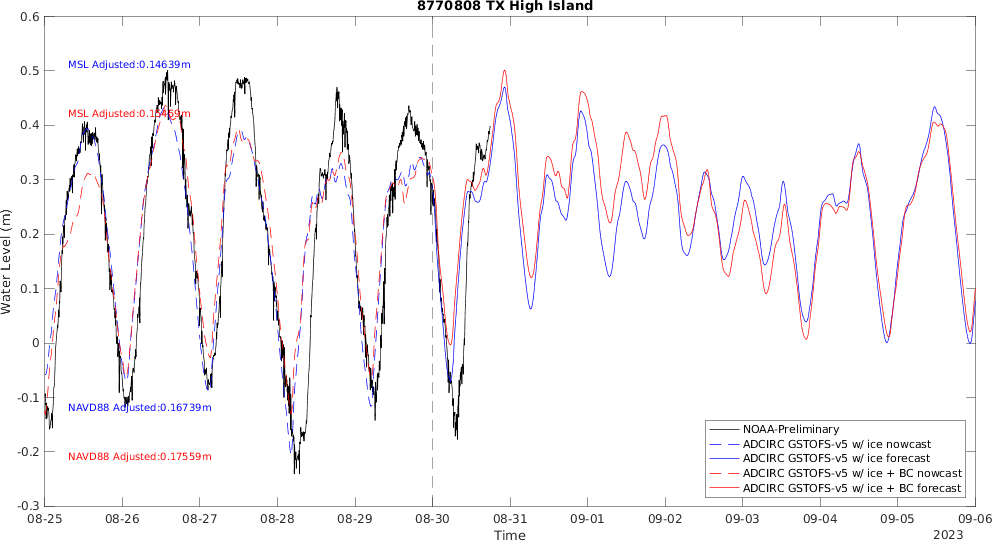 8770808 TX High Island
0.6
0.5
0.4
0.3
0.2
0.1
0
-0.1
-0.2
-0.3
Water Level (m)
MSL Adjusted:0.14639m
MSL Adjusted:0.15459m
NAVD88 Adjusted:0.16739m
NAVD88 Adjusted:0.17559m
NOAA-Preliminary
ADCIRC GSTOFS-v5 w/ ice nowcast
ADCIRC GSTOFS-v5 w/ ice forecast
ADCIRC GSTOFS-v5 w/ ice + BC nowcast
ADCIRC GSTOFS-v5 w/ ice + BC forecast
08-25 08-26 08-27 08-28 08-29 08-30 08-31 09-01 09-02 09-03 09-04 09-05 09-06
Time
2023